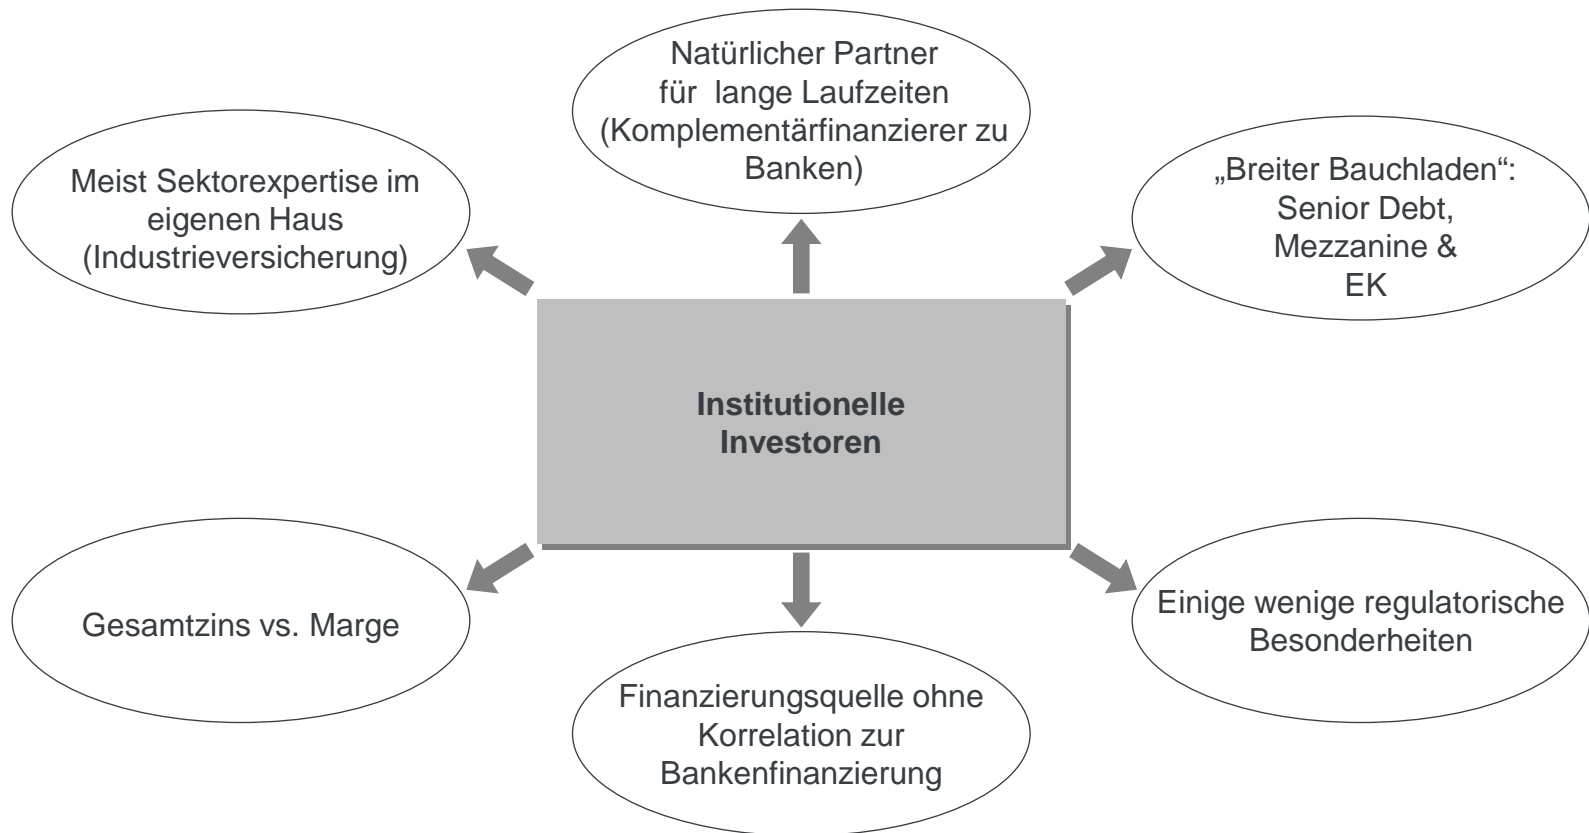 Natürlicher Partner
für lange Laufzeiten
(Komplementärfinanzierer zu
Banken)
Meist Sektorexpertise im
eigenen Haus
(Industrieversicherung)
„Breiter Bauchladen“:
Senior Debt,
Mezzanine &
EK
Institutionelle
Investoren
Gesamtzins vs. Marge
Einige wenige regulatorische
Besonderheiten
Finanzierungsquelle ohne
Korrelation zur
Bankenfinanzierung